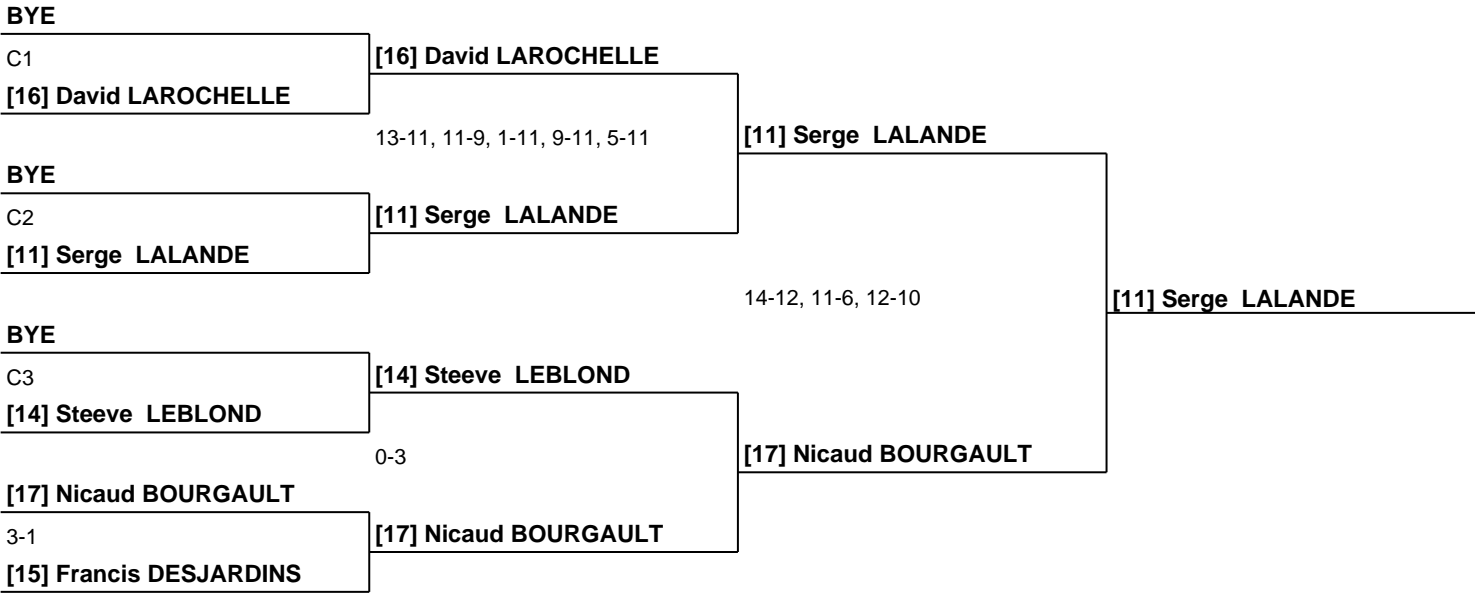 BYE
C1
[16] David LAROCHELLE
[16] David LAROCHELLE
13-11, 11-9, 1-11, 9-11, 5-11
[11] Serge  LALANDE
BYE
C2
[11] Serge  LALANDE
[11] Serge  LALANDE
14-12, 11-6, 12-10
[11] Serge  LALANDE
BYE
C3
[14] Steeve  LEBLOND
[14] Steeve  LEBLOND
0-3
[17] Nicaud BOURGAULT
[17] Nicaud BOURGAULT
3-1
[17] Nicaud BOURGAULT
[15] Francis DESJARDINS